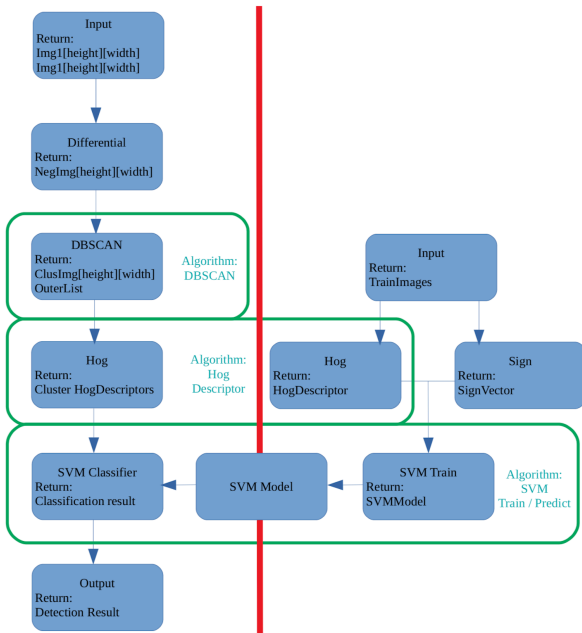 Input
Return:
Img1[height][width]
Img1[height][width]
Differential
Return:
NegImg[height][width]
DBSCAN
Return:
ClusImg[height][width]
OuterList
Algorithm:
DBSCAN
Input
Return:
TrainImages
Hog
Return:
Cluster HogDescriptors
Algorithm:
Hog
Descriptor
Hog
Return:
HogDescriptor
Sign
Return:
SignVector
SVM Classifier
Return:
Classification result
SVM Model
SVM Train
Return:
SVMModel
Algorithm:
SVM
Train / Predict
Output
Return:
Detection Result